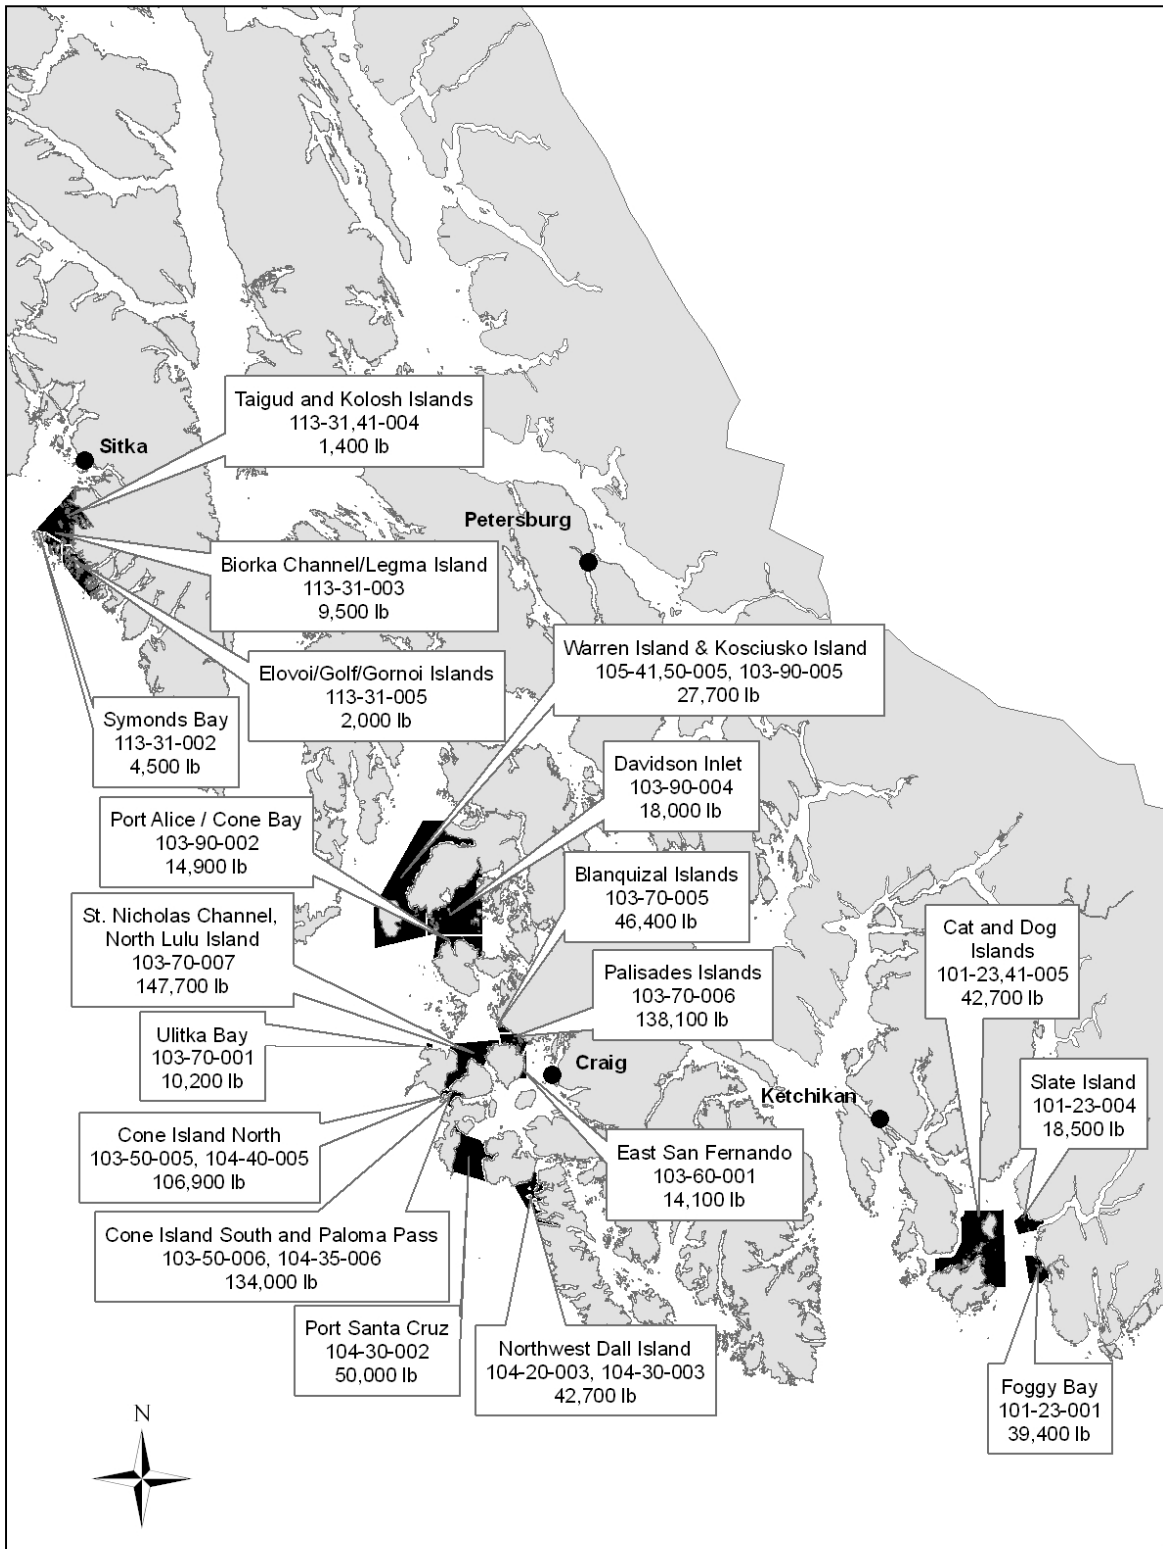 Taigud and Kolosh Islands
113-31,41-004
1,400 lb
Sitka
Petersburg
Biorka Channel/Legma Island
113-31-003
9,500 lb
Warren Island & Kosciusko Island
105-41,50-005, 103-90-005
27,700 lb
Elovoi/Golf/Gornoi Islands
113-31-005
2,000 lb
Symonds Bay
113-31-002
4,500 lb
Davidson Inlet
103-90-004
18,000 lb
Port Alice / Cone Bay
103-90-002
14,900 lb
Blanquizal Islands
103-70-005
46,400 lb
St. Nicholas Channel,
North Lulu Island
103-70-007
147,700 lb
Cat and Dog
Islands
101-23,41-005
42,700 lb
Palisades Islands
103-70-006
138,100 lb
Ulitka Bay
103-70-001
10,200 lb
Craig
Ketchikan
Slate Island
101-23-004
18,500 lb
Cone Island North
103-50-005, 104-40-005
106,900 lb
East San Fernando
103-60-001
14,100 lb
Cone Island South and Paloma Pass
103-50-006, 104-35-006
134,000 lb
Port Santa Cruz
104-30-002
50,000 lb
Northwest Dall Island
104-20-003, 104-30-003
42,700 lb
Foggy Bay
101-23-001
39,400 lb
N